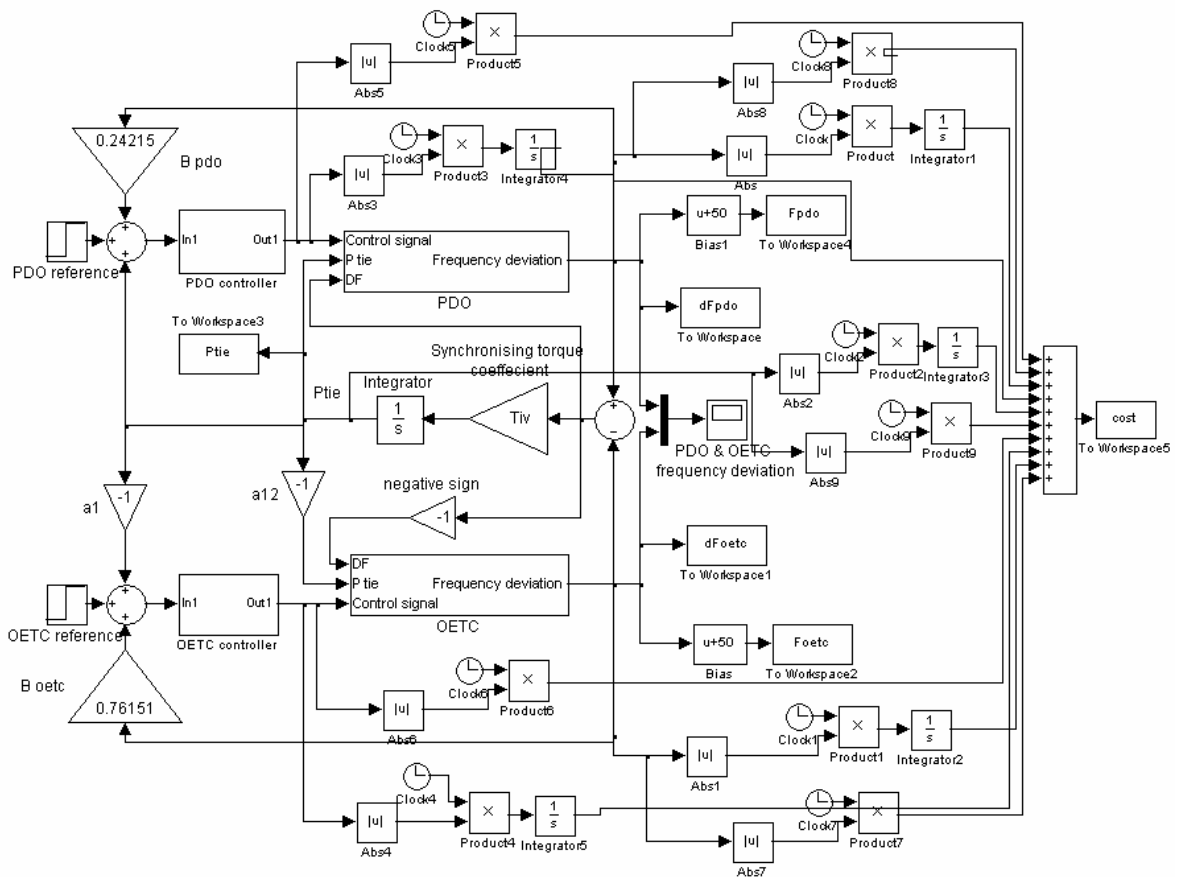 Clock5
×
Product5
|u|
Abs5
Clock8
×
Product8
|u|
Abs8
0.24215
B pdo
Clock3
×
Product3
1
s
Integrator4
|u|
Abs3
Clock
×
Product
1
s
Integrator1
|u|
Abs
PDO reference
+
+
+
In1
Out1
PDO controller
Control signal
P tie
DF
Frequency deviation
PDO
u+50
Bias1
Fpdo
To Workspace4
dFpdo
To Workspace
To Workspace3
Ptie
Synchronising torque
coeffecient
Ptie
Integrator
1
s
Tiv
+
−
PDO & OETC
frequency deviation
|u|
Abs2
Clock2
×
Product2
1
s
Integrator3
Clock9
×
Product9
|u|
Abs9
+
+
+
+
+
+
+
+
+
+
cost
To Workspace5
a1
-1
-1
a12
negative sign
-1
dFoetc
To Workspace1
OETC reference
+
+
+
In1
Out1
OETC controller
DF
P tie
Control signal
Frequency deviation
OETC
u+50
Bias
Foetc
To Workspace2
B oetc
0.76151
Clock6
×
Product6
|u|
Abs6
Clock1
×
Product1
1
s
Integrator2
|u|
Abs1
Clock4
×
Product4
1
s
Integrator5
|u|
Abs4
Clock7
×
Product7
|u|
Abs7